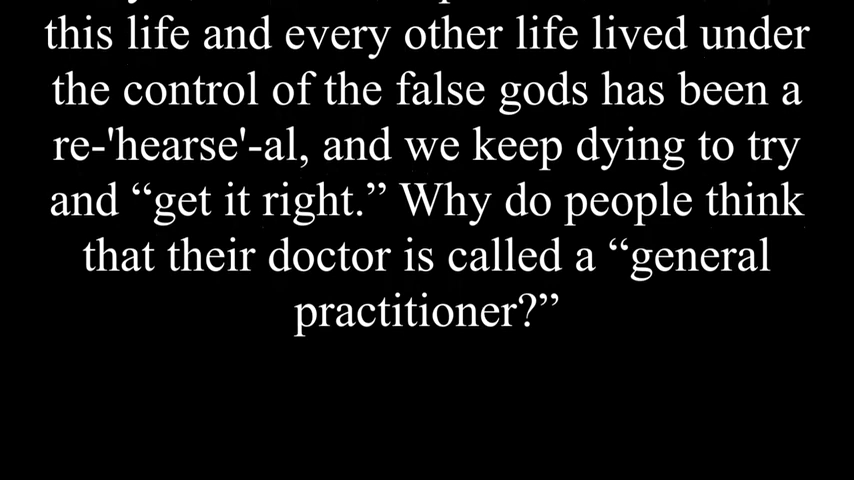 this life and every other life lived under
the control of the false gods has been a
re-'hearse'-al, and we keep dying to try
and “get it right.” Why do people think
that their doctor is called a “general
practitioner?”